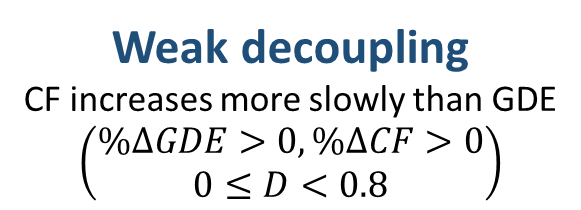 Weak decoupling
CF increases more slowly than GDE
(%ΔGDE > 0, %ΔCF > 0
0 ≤ D < 0.8)